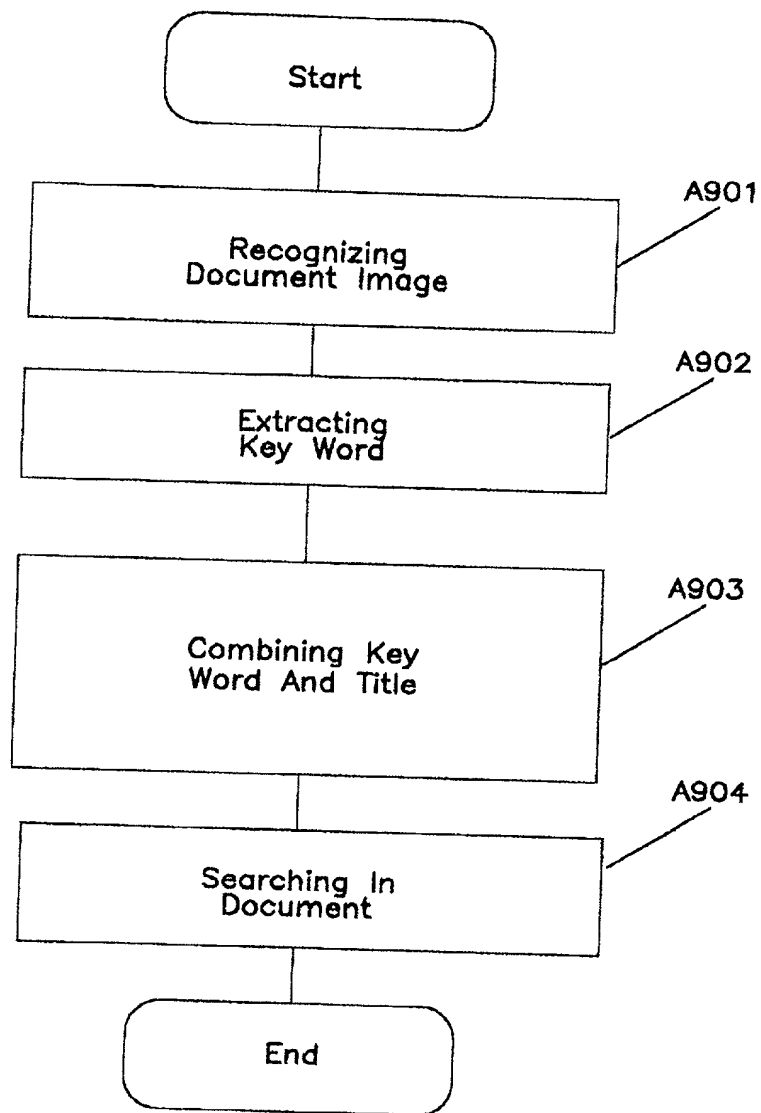 Start
A901
Recognizing
Document Image
A902
Extracting
Key Word
A903
Combining Key
Word And Title
A904
Searching In
Document
End